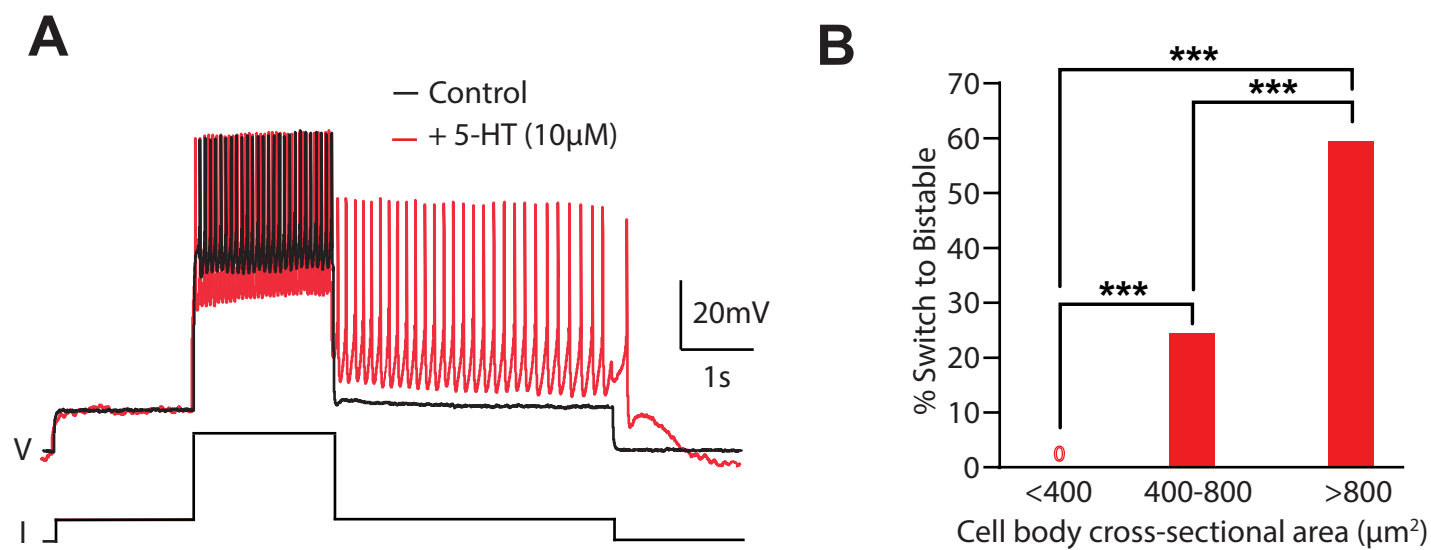 A
Control
+ 5-HT (10µM)
20mV
1s
V
I
B
% Switch to Bistable
70
60
50
40
30
20
10
0
***
***
***
0
<400
400-800
>800
Cell body cross-sectional area (µm²)